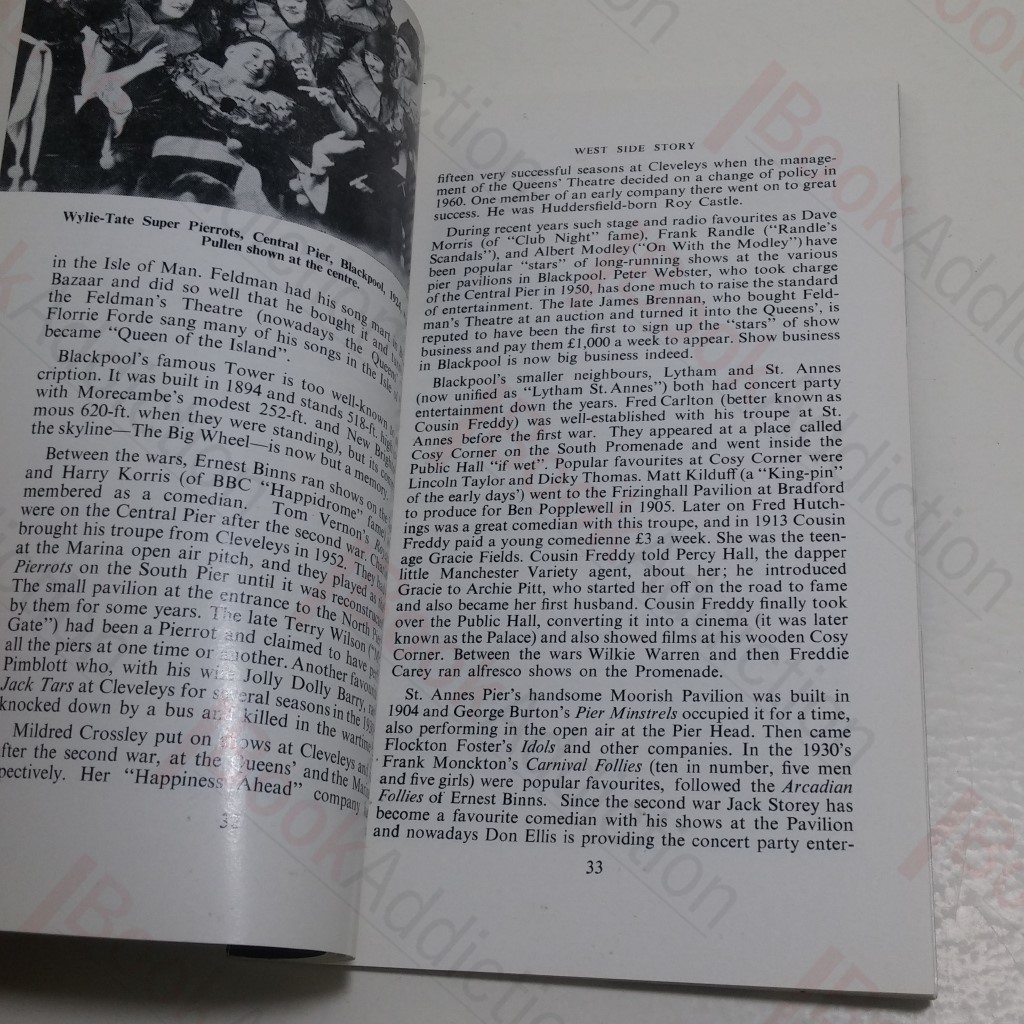 Wylie-Tate Super Pierrots, Central Pier, Blackpool, 1924,
Pullen shown at the centre.
in the Isle of Man. Feldman had his song mart in
Bazaar and did so well that he bought it and
the Feldman's Theatre (nowadays the Queens'
Florrie Forde sang many of his songs in the Isle of
became "Queen of the Island".
Blackpool's famous Tower is too well-known
cription. It was built in 1894 and stands 518-ft. high
with Morecambe's modest 252-ft. and New Brighton
mous 620-ft. when they were standing), but its
the skyline—The Big Wheel—is now but a memory.
Between the wars, Ernest Binns ran shows on the
and Harry Korris (of BBC "Happidrome" fame)
membered as a comedian. Tom Vernon's
were on the Central Pier after the second war.
brought his troupe from Cleveleys in 1952. They
at the Marina open air pitch, and they played as
Pierrots on the South Pier until it was reconstructed
The small pavilion at the entrance to the North Pier
by them for some years. The late Terry Wilson
Gate") had been a Pierrot and claimed to have
all the piers at one time or another. Another favourite
Pimblott who, with his wife Jolly Dolly Barry,
Jack Tars at Cleveleys for several seasons in the
knocked down by a bus and killed in the wartime
Mildred Crossley put on shows at Cleveleys and
after the second war, at the Queens' and the
pectively. Her "Happiness Ahead" company
WEST SIDE STORY
fifteen very successful seasons at Cleveleys when the manage-
ment of the Queens' Theatre decided on a change of policy in
1960. One member of an early company there went on to great
success. He was Huddersfield-born Roy Castle.
During recent years such stage and radio favourites as Dave
Morris (of "Club Night" fame), Frank Randle ("Randle's
Scandals"), and Albert Modley ("On With the Modley") have
been popular "stars" of long-running shows at the various
pier pavilions in Blackpool. Peter Webster, who took charge
of the Central Pier in 1950, has done much to raise the standard
of entertainment. The late James Brennan, who bought Feld-
man's Theatre at an auction and turned it into the Queens', is
reputed to have been the first to sign up the "stars" of show
business and pay them £1,000 a week to appear. Show business
in Blackpool is now big business indeed.
Blackpool's smaller neighbours, Lytham and St. Annes
(now unified as "Lytham St. Annes") both had concert party
entertainment down the years. Fred Carlton (better known as
Cousin Freddy) was well-established with his troupe at St.
Annes before the first war. They appeared at a place called
Cosy Corner on the South Promenade and went inside the
Public Hall "if wet". Popular favourites at Cosy Corner were
Lincoln Taylor and Dicky Thomas. Matt Kilduff (a "King-pin"
of the early days') went to the Frizinghall Pavilion at Bradford
to produce for Ben Popplewell in 1905. Later on Fred Hutch-
ings was a great comedian with this troupe, and in 1913 Cousin
Freddy paid a young comedienne £3 a week. She was the teen-
age Gracie Fields. Cousin Freddy told Percy Hall, the dapper
little Manchester Variety agent, about her; he introduced
Gracie to Archie Pitt, who started her off on the road to fame
and also became her first husband. Cousin Freddy finally took
over the Public Hall, converting it into a cinema (it was later
known as the Palace) and also showed films at his wooden Cosy
Corner. Between the wars Wilkie Warren and then Freddie
Carey ran alfresco shows on the Promenade.
St. Annes Pier's handsome Moorish Pavilion was built in
1904 and George Burton's Pier Minstrels occupied it for a time,
also performing in the open air at the Pier Head. Then came
Flockton Foster's Idols and other companies. In the 1930's
Frank Monckton's Carnival Follies (ten in number, five men
and five girls) were popular favourites, followed the Arcadian
Follies of Ernest Binns. Since the second war Jack Storey has
become a favourite comedian with his shows at the Pavilion
and nowadays Don Ellis is providing the concert party enter-
33
BookAddiction